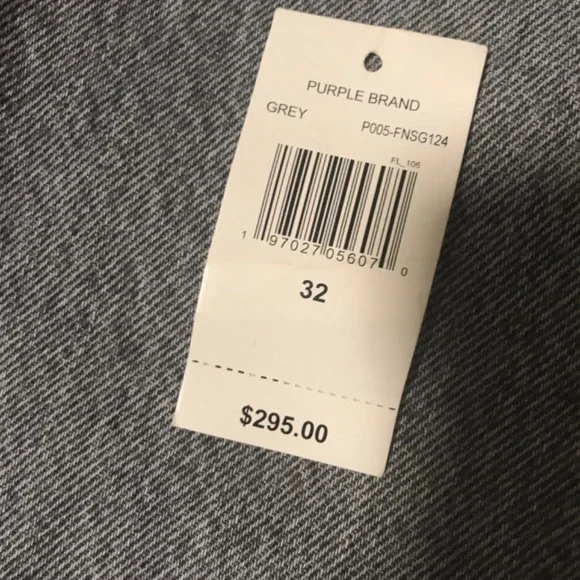 PURPLE BRAND
GREY P005-FNSG124
FL_106
1 97027 05607 0
32
$295.00